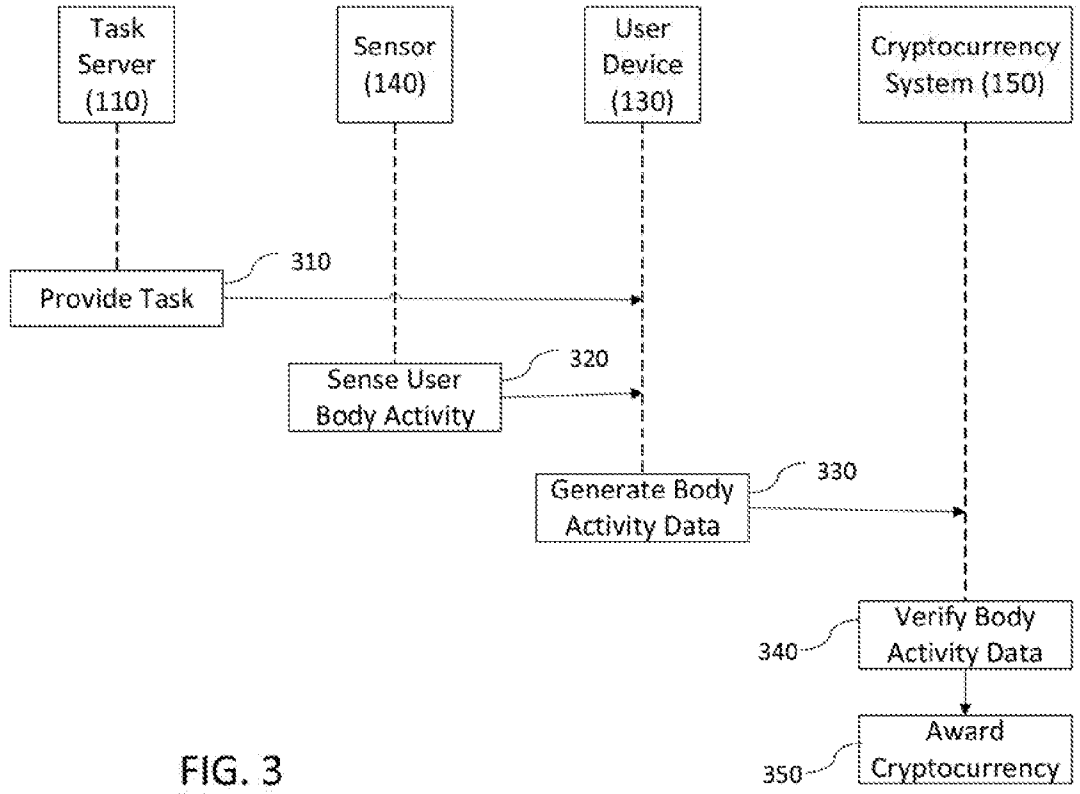 Task
Server
(110)
Sensor
(140)
User
Device
(130)
Cryptocurrency
System (150)
310
Provide Task
320
Sense User
Body Activity
330
Generate Body
Activity Data
Verify Body
Activity Data
340
Award
Cryptocurrency
350
FIG. 3